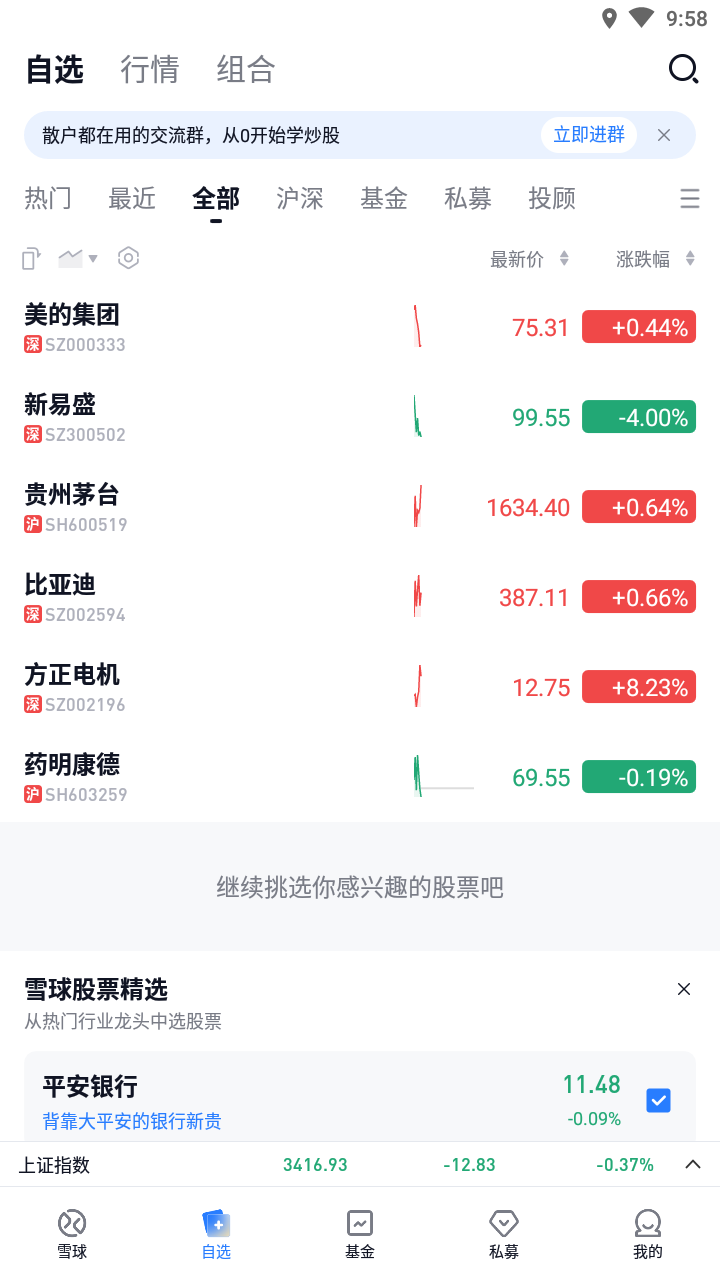 9:58
自选 行情 组合
散户都在用的交流群，从0开始学炒股 立即进群
热门 最近 全部 沪深 基金 私募 投顾
最新价 涨跌幅
美的集团
深 SZ000333 75.31 +0.44%
新易盛
深 SZ300502 99.55 -4.00%
贵州茅台
沪 SH600519 1634.40 +0.64%
比亚迪
深 SZ002594 387.11 +0.66%
方正电机
深 SZ002196 12.75 +8.23%
药明康德
沪 SH603259 69.55 -0.19%
继续挑选你感兴趣的股票吧
雪球股票精选
从热门行业龙头中选股票
平安银行 11.48
背靠大平安的银行新贵 -0.09%
上证指数 3416.93 -12.83 -0.37%
雪球 自选 基金 私募 我的